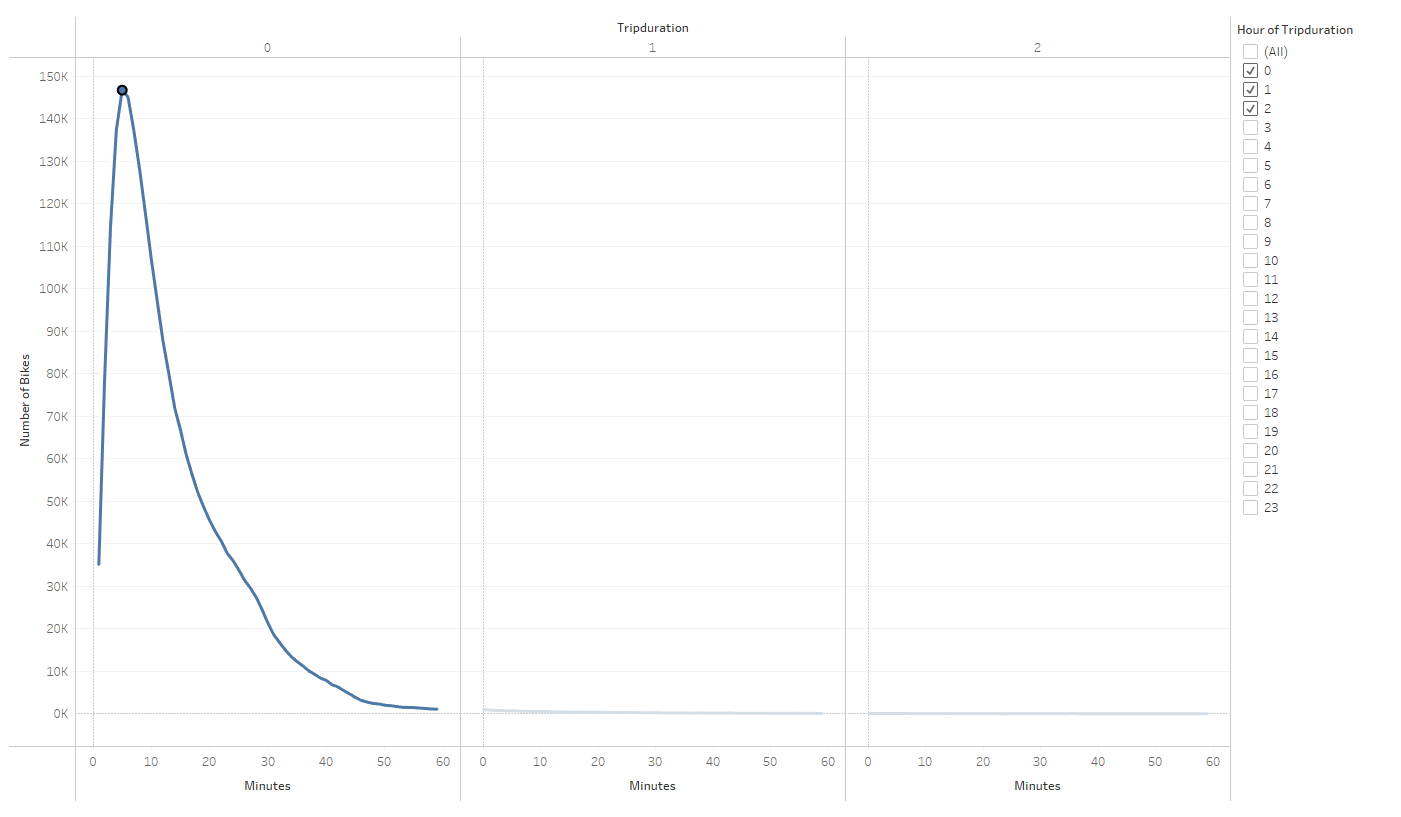 Tripduration
0 1 2
150K
140K
130K
120K
110K
100K
90K
80K
70K
60K
50K
40K
30K
20K
10K
0K
Number of Bikes
0 10 20 30 40 50 60 0 10 20 30 40 50 60 0 10 20 30 40 50 60
Minutes Minutes Minutes
Hour of Tripduration
(All)
0
1
2
3
4
5
6
7
8
9
10
11
12
13
14
15
16
17
18
19
20
21
22
23